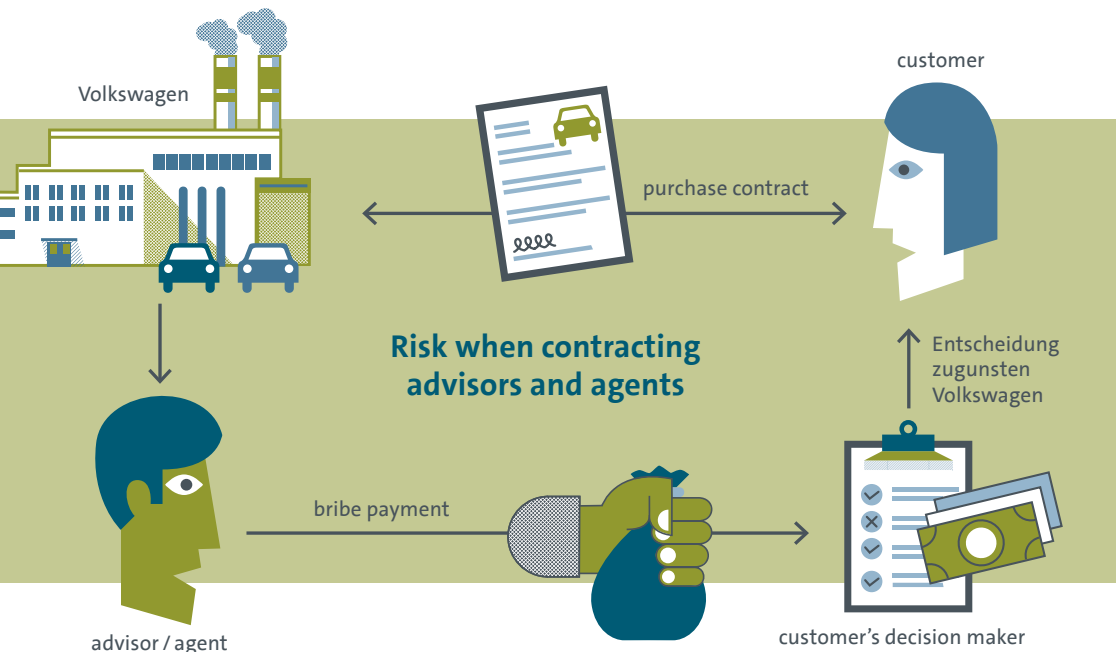 customer
Volkswagen
purchase contract
Risk when contracting
advisors and agents
Entscheidung
zugunsten
Volkswagen
bribe payment
advisor / agent
customer’s decision maker